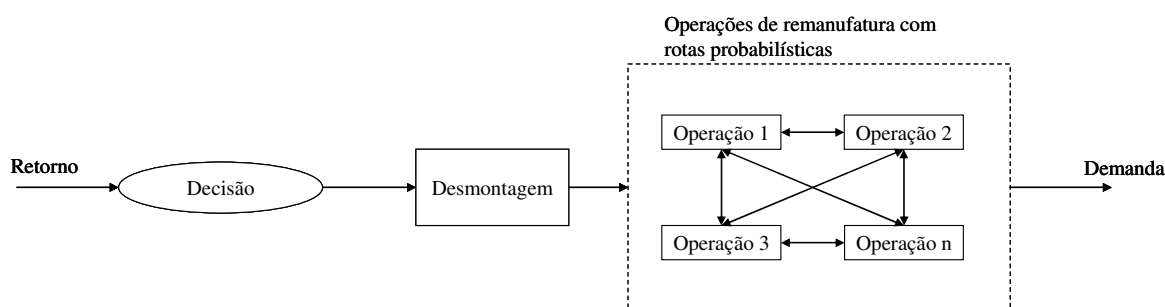 Operações de remanufatura com
rotas probabilísticas
Operação 1
Operação 2
Retorno
Decisão
Desmontagem
Demanda
Operação 3
Operação n